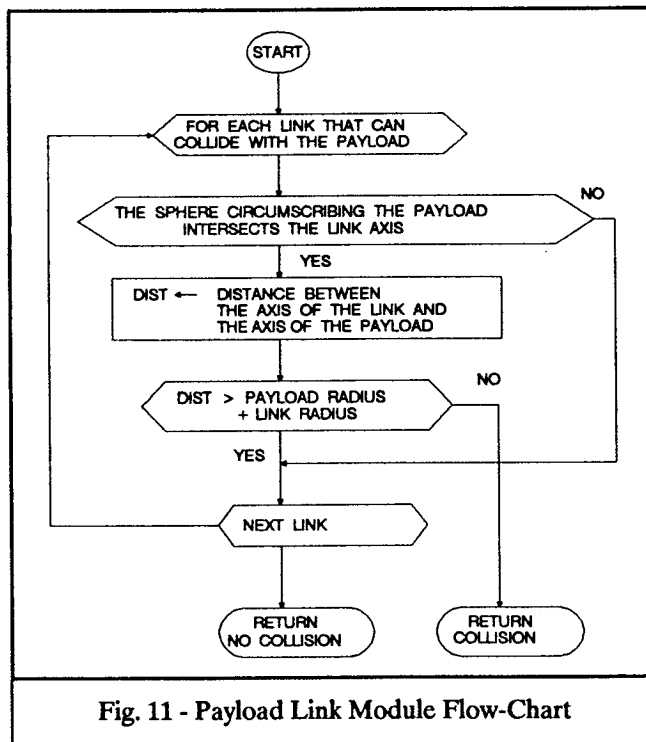 START
FOR EACH LINK THAT CAN
COLLIDE WITH THE PAYLOAD
NO
THE SPHERE CIRCUMSCRIBING THE PAYLOAD
INTERSECTS THE LINK AXIS
YES
DIST ← DISTANCE BETWEEN
THE AXIS OF THE LINK AND
THE AXIS OF THE PAYLOAD
NO
DIST > PAYLOAD RADIUS
+ LINK RADIUS
YES
NEXT LINK
RETURN
NO COLLISION
RETURN
COLLISION
Fig. 11 - Payload Link Module Flow-Chart